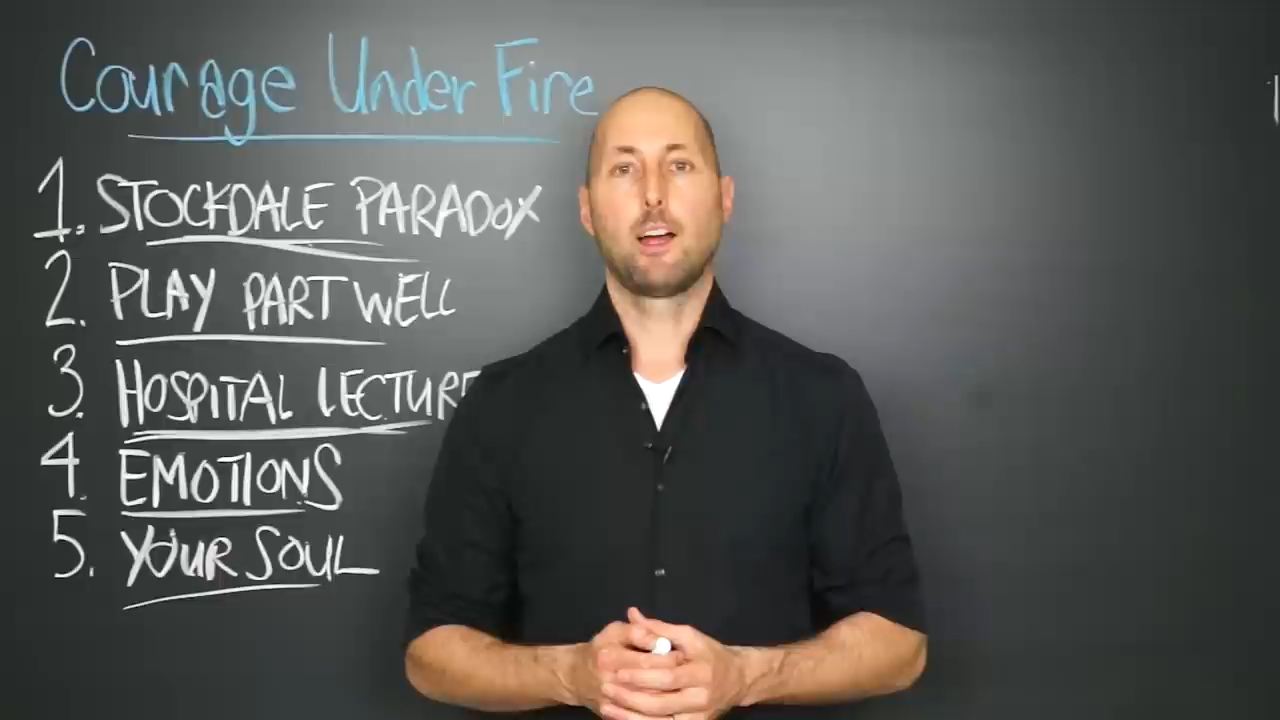 Courage Under Fire
1. STOCKDALE PARADOX
2. PLAY PART WELL
3. HOSPITAL LECTURE
4. EMOTIONS
5. YOUR SOUL